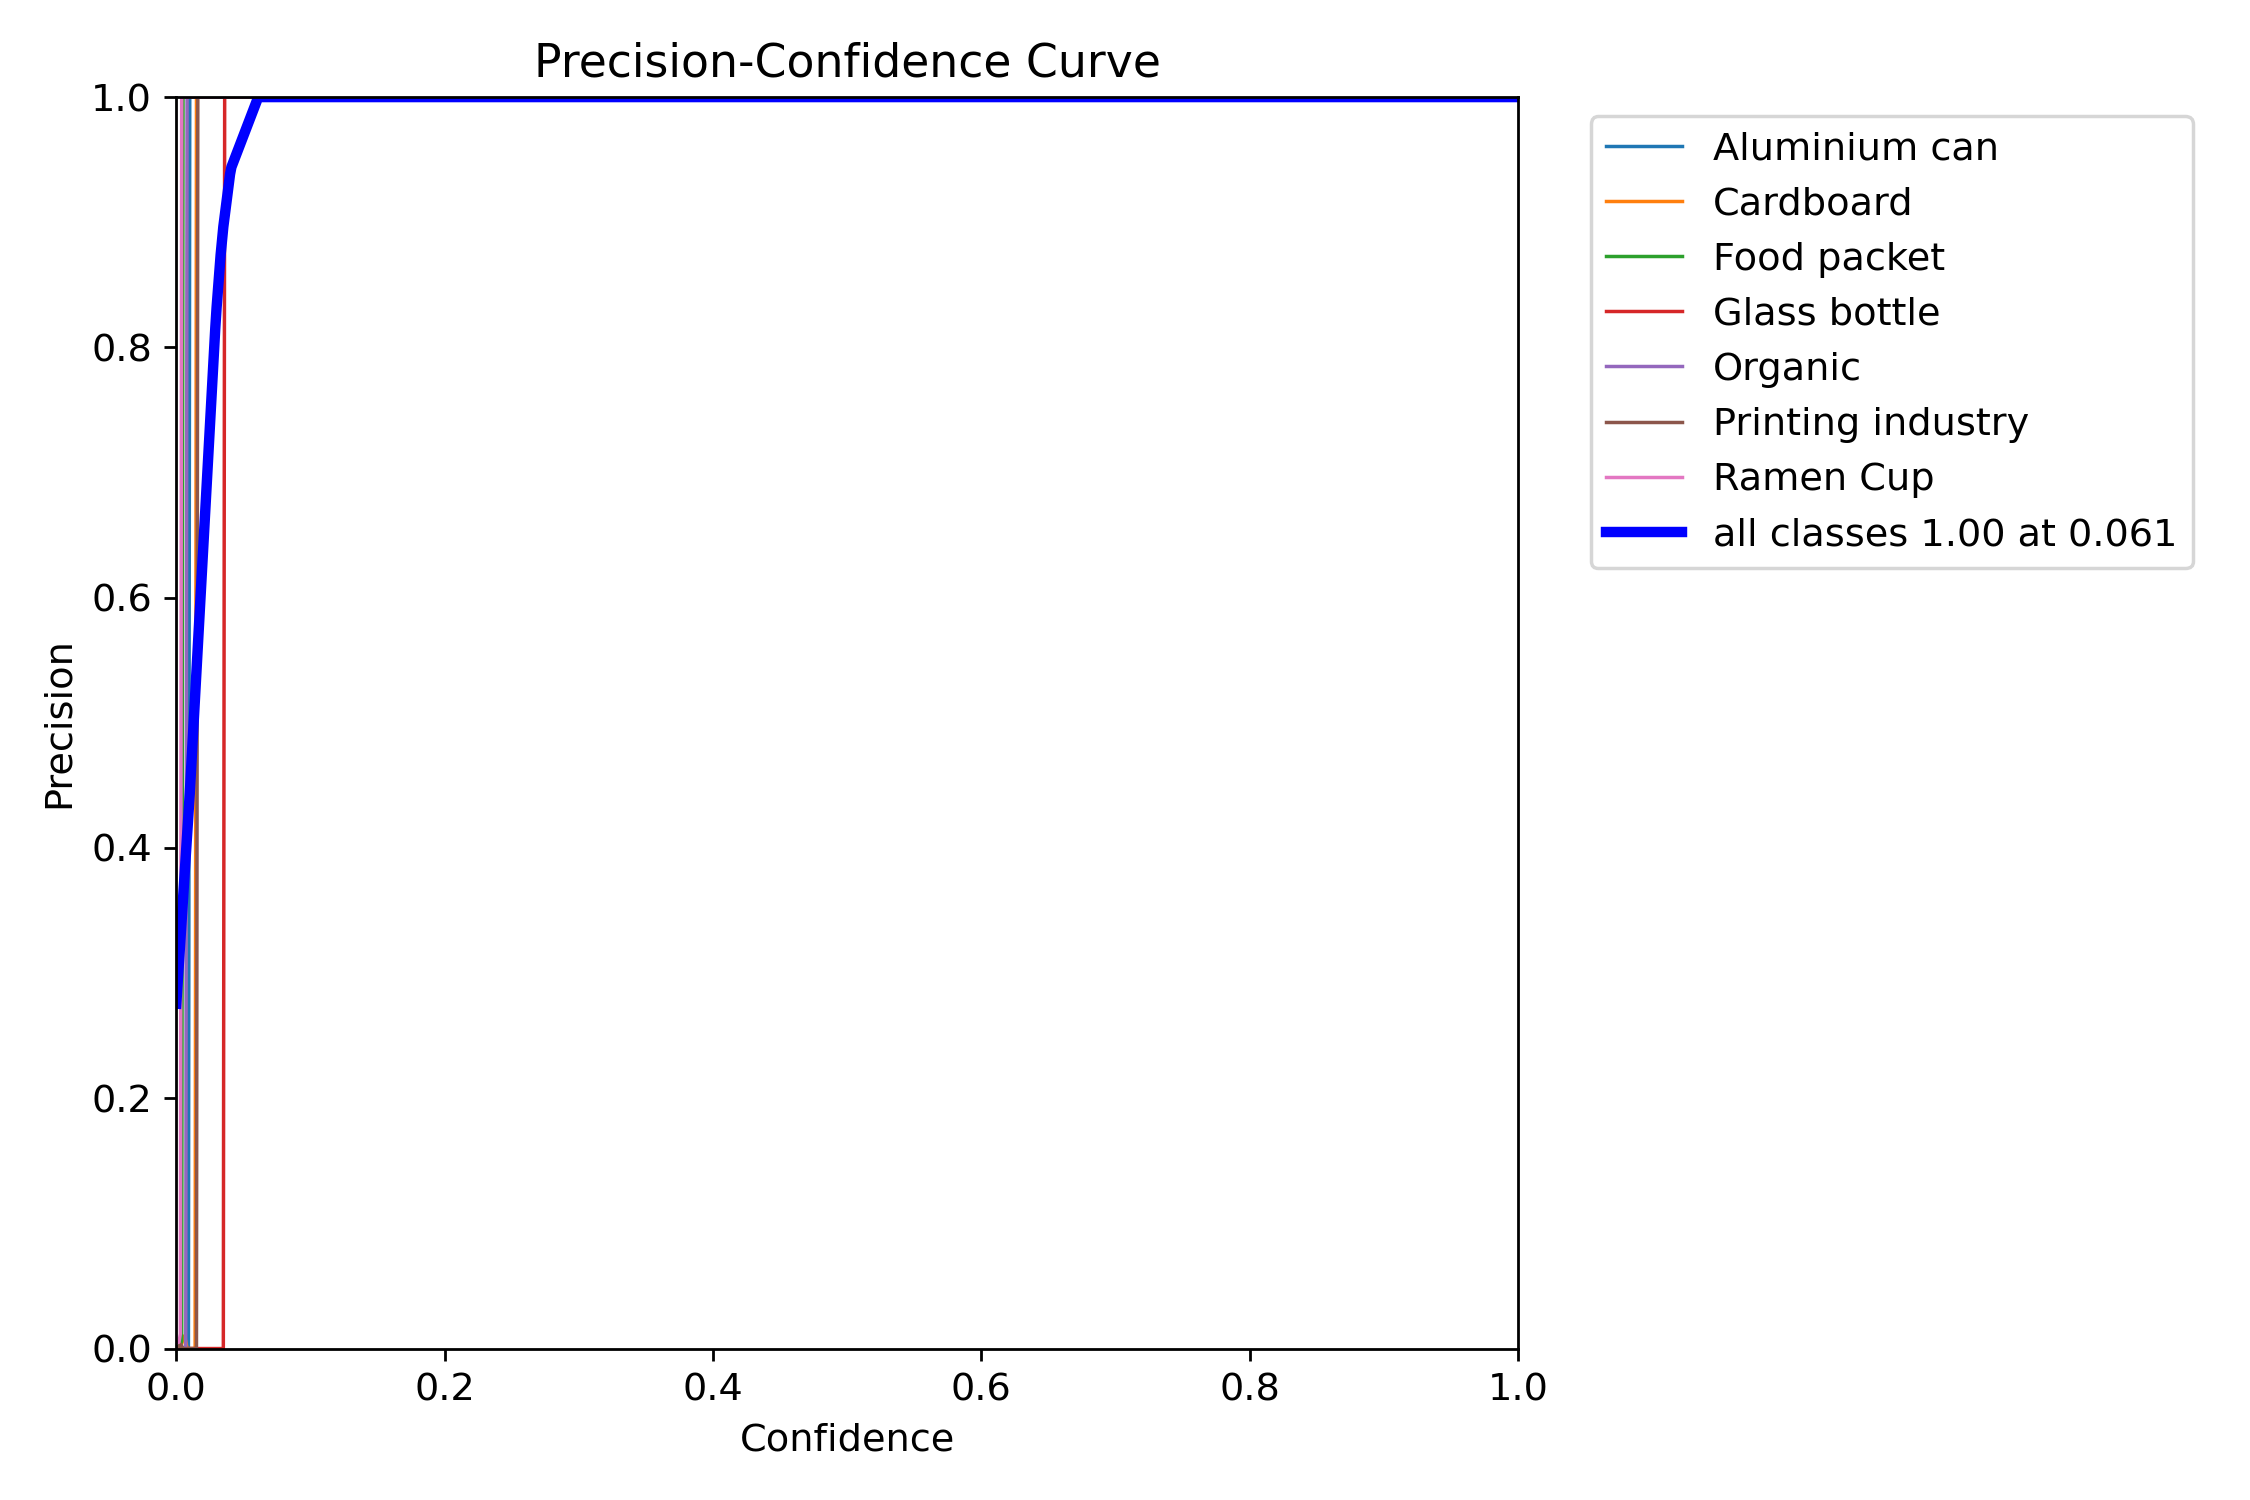 Precision-Confidence Curve
1.0
0.8
0.6
0.4
0.2
0.0
Precision
0.0 0.2 0.4 0.6 0.8 1.0
Confidence
Aluminium can
Cardboard
Food packet
Glass bottle
Organic
Printing industry
Ramen Cup
all classes 1.00 at 0.061